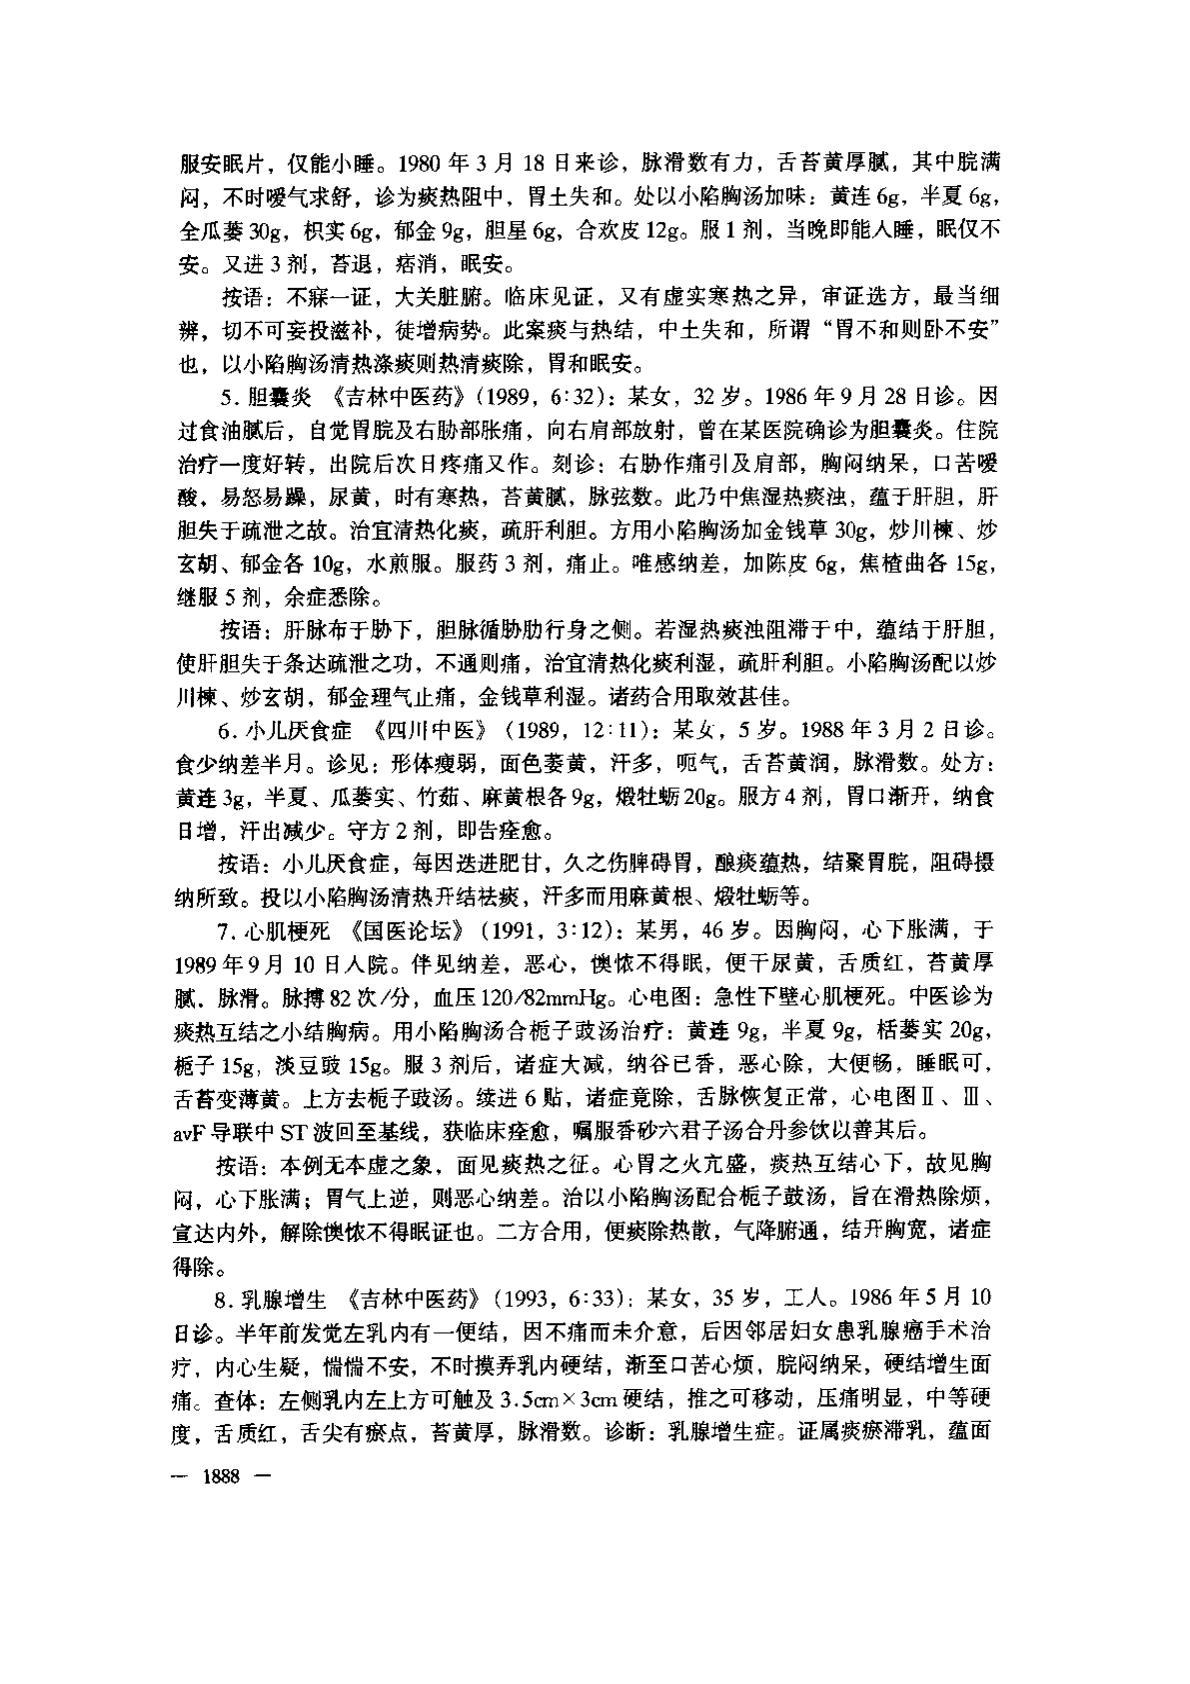 服安眠片，仅能小睡。1980 年 3 月 18 日来诊，脉滑数有力，舌苔黄厚腻，其中脘满
闷，不时嗳气求舒，诊为痰热阻中，胃土失和。处以小陷胸汤加味：黄连 6g，半夏 6g，
全瓜蒌 30g，枳实 6g，郁金 9g，胆星 6g，合欢皮 12g。服 1 剂，当晚即能人睡，眠仅不
安。又进 3 剂，苔退，痞消，眠安。
按语：不寐一证，大关脏腑。临床见证，又有虚实寒热之异，审证选方，最当细
辨，切不可妄投滋补，徒增病势。此案痰与热结，中土失和，所谓“胃不和则卧不安”
也，以小陷胸汤清热涤痰则热清痰除，胃和眠安。
5. 胆囊炎 《吉林中医药》（1989，6∶32）：某女，32 岁。1986 年 9 月 28 日诊。因
过食油腻后，自觉胃脘及右胁部胀痛，向右肩部放射，曾在某医院确诊为胆囊炎。住院
治疗一度好转，出院后次日疼痛又作。刻诊：右胁作痛引及肩部，胸闷纳呆，口苦嗳
酸，易怒易躁，尿黄，时有寒热，苔黄腻，脉弦数。此乃中焦湿热痰浊，蕴于肝胆，肝
胆失于疏泄之故。治宜清热化痰，疏肝利胆。方用小陷胸汤加金钱草 30g，炒川楝、炒
玄胡、郁金各 10g，水煎服。服药 3 剂，痛止。唯感纳差，加陈皮 6g，焦楂曲各 15g，
继服 5 剂，余症悉除。
按语：肝脉布于胁下，胆脉循胁肋行身之侧。若湿热痰浊阻滞于中，蕴结于肝胆，
使肝胆失于条达疏泄之功，不通则痛，治宜清热化痰利湿，疏肝利胆。小陷胸汤配以炒
川楝、炒玄胡，郁金理气止痛，金钱草利湿。诸药合用取效甚佳。
6. 小儿厌食症 《四川中医》（1989，12∶11）：某女，5 岁。1988 年 3 月 2 日诊。
食少纳差半月。诊见：形体瘦弱，面色萎黄，汗多，呃气，舌苔黄润，脉滑数。处方：
黄连 3g，半夏、瓜蒌实、竹茹、麻黄根各 9g，煅牡蛎 20g。服方 4 剂，胃口渐开，纳食
日增，汗出减少。守方 2 剂，即告痊愈。
按语：小儿厌食症，每因迭进肥甘，久之伤脾碍胃，酿痰蕴热，结聚胃脘，阻碍摄
纳所致。投以小陷胸汤清热开结祛痰，汗多而用麻黄根、煅牡蛎等。
7. 心肌梗死 《国医论坛》（1991，3∶12）：某男，46 岁。因胸闷，心下胀满，于
1989 年 9 月 10 日人院。伴见纳差，恶心，懊憹不得眠，便干尿黄，舌质红，苔黄厚
腻，脉滑。脉搏 82 次/分，血压 120/82mmHg。心电图：急性下壁心肌梗死。中医诊为
痰热互结之小结胸病。用小陷胸汤合栀子豉汤治疗：黄连 9g，半夏 9g，栝蒌实 20g，
栀子 15g，淡豆豉 15g。服 3 剂后，诸症大减，纳谷已香，恶心除，大便畅，睡眠可，
舌苔变薄黄。上方去栀子豉汤。续进 6 贴，诸症竟除，舌脉恢复正常，心电图Ⅱ、Ⅲ、
avF 导联中 ST 波回至基线，获临床痊愈，嘱服香砂六君子汤合丹参饮以善其后。
按语：本例无本虚之象，面见痰热之征。心胃之火亢盛，痰热互结心下，故见胸
闷，心下胀满；胃气上逆，则恶心纳差。治以小陷胸汤配合栀子豉汤，旨在清热除烦，
宣达内外，解除懊憹不得眠证也。二方合用，便痰除热散，气降腑通，结开胸宽，诸症
得除。
8. 乳腺增生 《吉林中医药》（1993，6∶33）：某女，35 岁，工人。1986 年 5 月 10
日诊。半年前发觉左乳内有一便结，因不痛而未介意，后因邻居妇女患乳腺癌手术治
疗，内心生疑，惴惴不安，不时摸弄乳内硬结，渐至口苦心烦，脘闷纳呆，硬结增生面
痛。查体：左侧乳内左上方可触及 3.5cm×3cm 硬结，推之可移动，压痛明显，中等硬
度，舌质红，舌尖有瘀点，苔黄厚，脉滑数。诊断：乳腺增生症。证属痰瘀滞乳，蕴面
— 1888 —